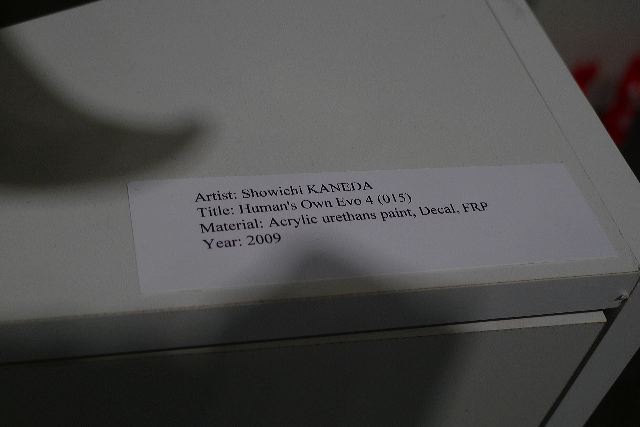 Artist: Showichi KANEDA
Title: Human's Own Evo 4 (015)
Material: Acrylic urethans paint, Decal, FRP
Year: 2009